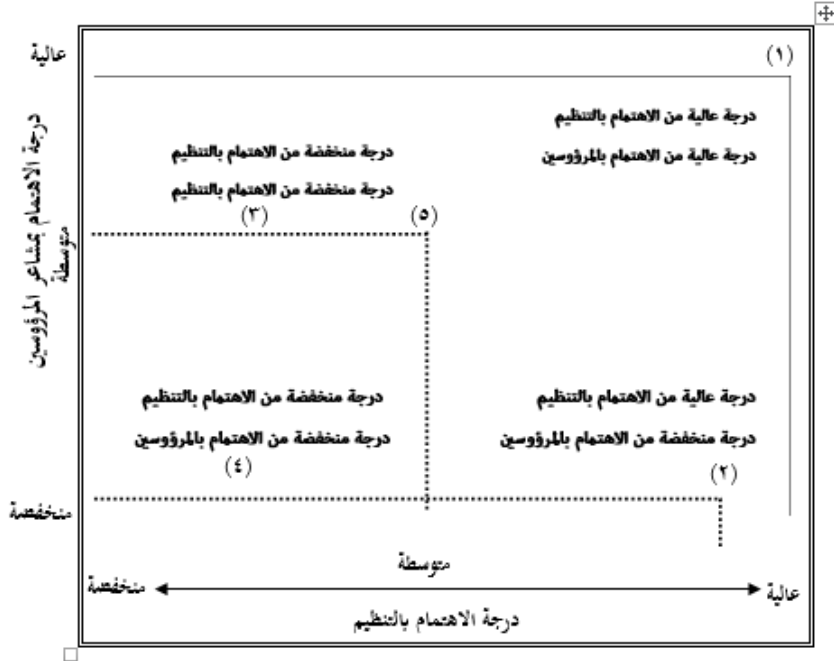 عالية
(١)
درجة عالية من الاهتمام بالتنظيم
درجة عالية من الاهتمام بالمرؤوسين
درجة منخفضة من الاهتمام بالتنظيم
درجة منخفضة من الاهتمام بالتنظيم
(٣)
(٥)
درجة الاهتمام بمشاعر المرؤوسين
متوسطة
درجة عالية من الاهتمام بالتنظيم
درجة منخفضة من الاهتمام بالمرؤوسين
(٢)
درجة منخفضة من الاهتمام بالتنظيم
درجة منخفضة من الاهتمام بالمرؤوسين
(٤)
منخفضة
متوسطة
عالية
منخفضة
درجة الاهتمام بالتنظيم